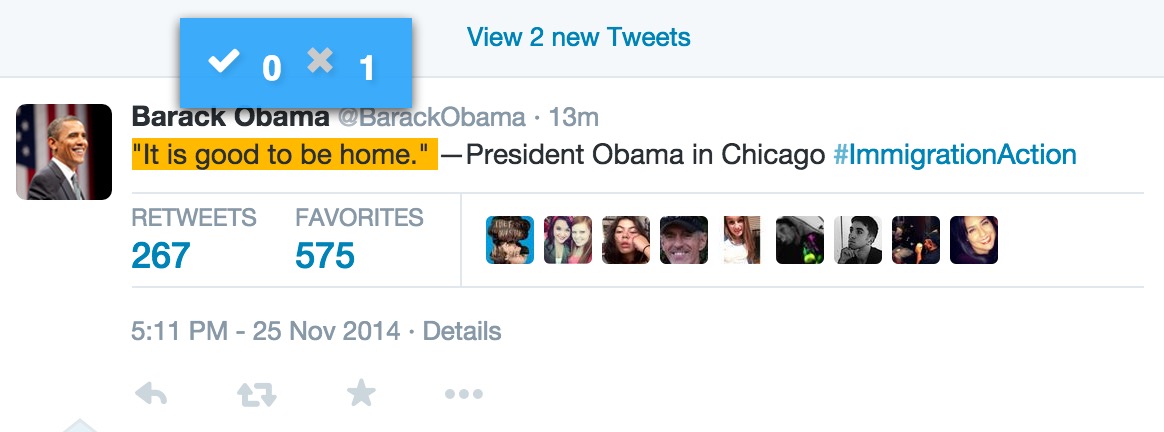 View 2 new Tweets
✔ 0 ✖ 1
Barack Obama @BarackObama · 13m
"It is good to be home." —President Obama in Chicago #ImmigrationAction
RETWEETS FAVORITES
267 575
5:11 PM - 25 Nov 2014 · Details